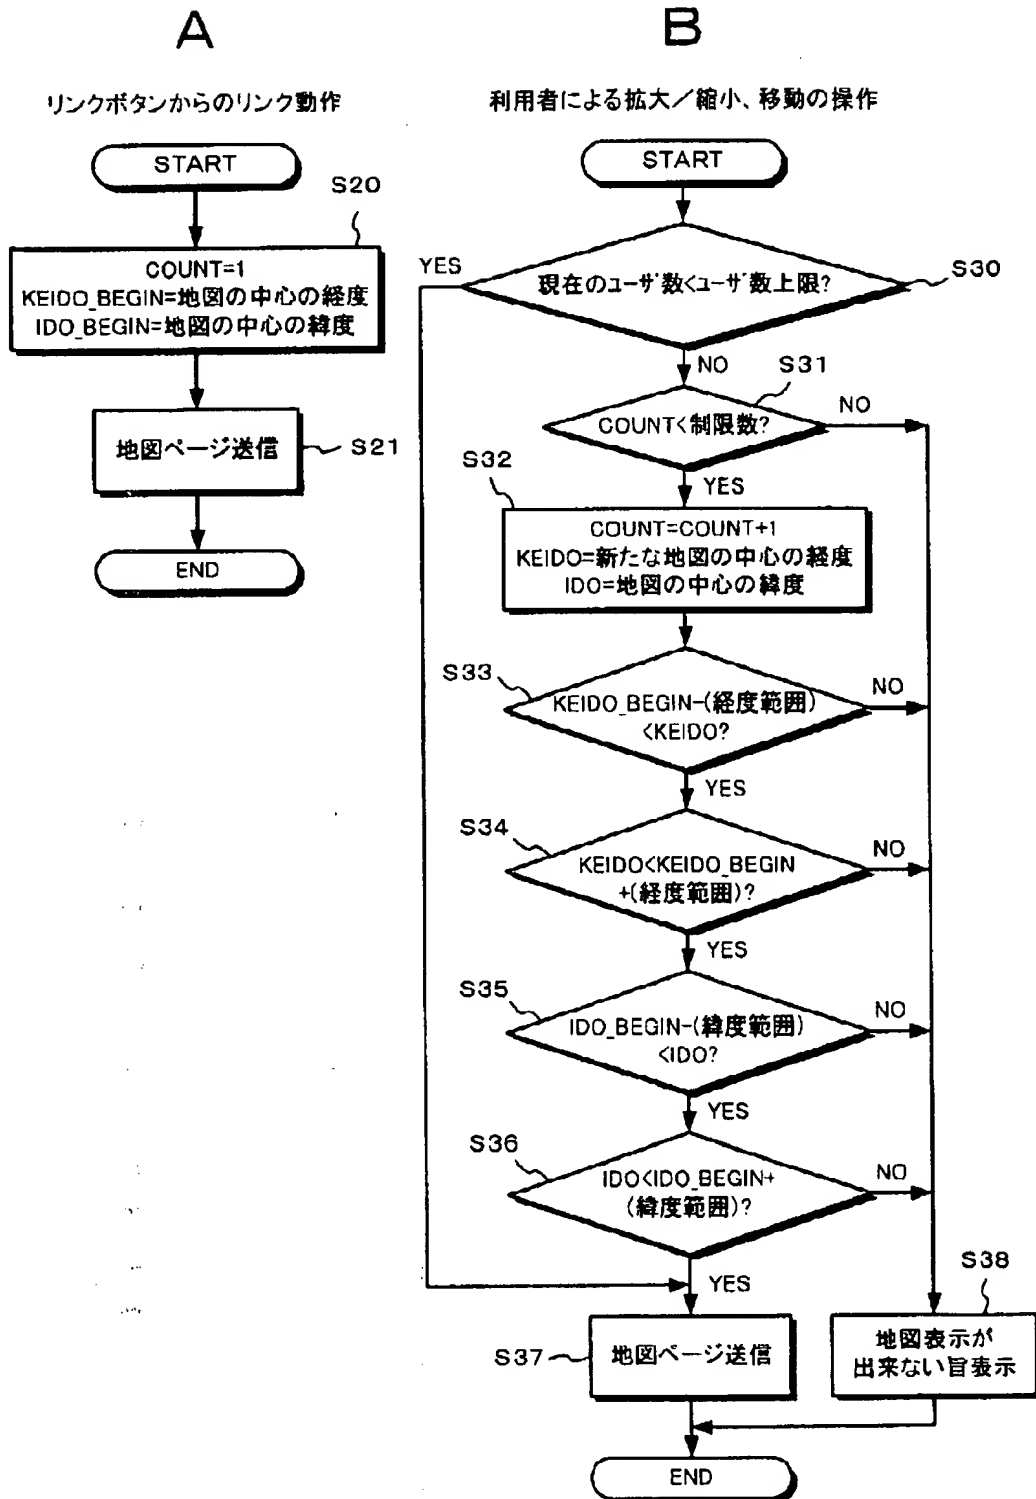 A
リンクボタンからのリンク動作
START
S20
COUNT=1
KEIDO_BEGIN=地図の中心の経度
IDO_BEGIN=地図の中心の緯度
地図ページ送信
S21
END
B
利用者による拡大／縮小、移動の操作
START
現在のユーザ数<ユーザ数上限?
S30
YES
NO
S31
COUNT<制限数?
NO
YES
S32
COUNT=COUNT+1
KEIDO=新たな地図の中心の経度
IDO=地図の中心の緯度
S33
KEIDO_BEGIN-(経度範囲)
<KEIDO?
NO
YES
S34
KEIDO<KEIDO_BEGIN
+(経度範囲)?
NO
YES
S35
IDO_BEGIN-(緯度範囲)
<IDO?
NO
YES
S36
IDO<IDO_BEGIN+
(緯度範囲)?
NO
YES
S37
地図ページ送信
S38
地図表示が
出来ない旨表示
END